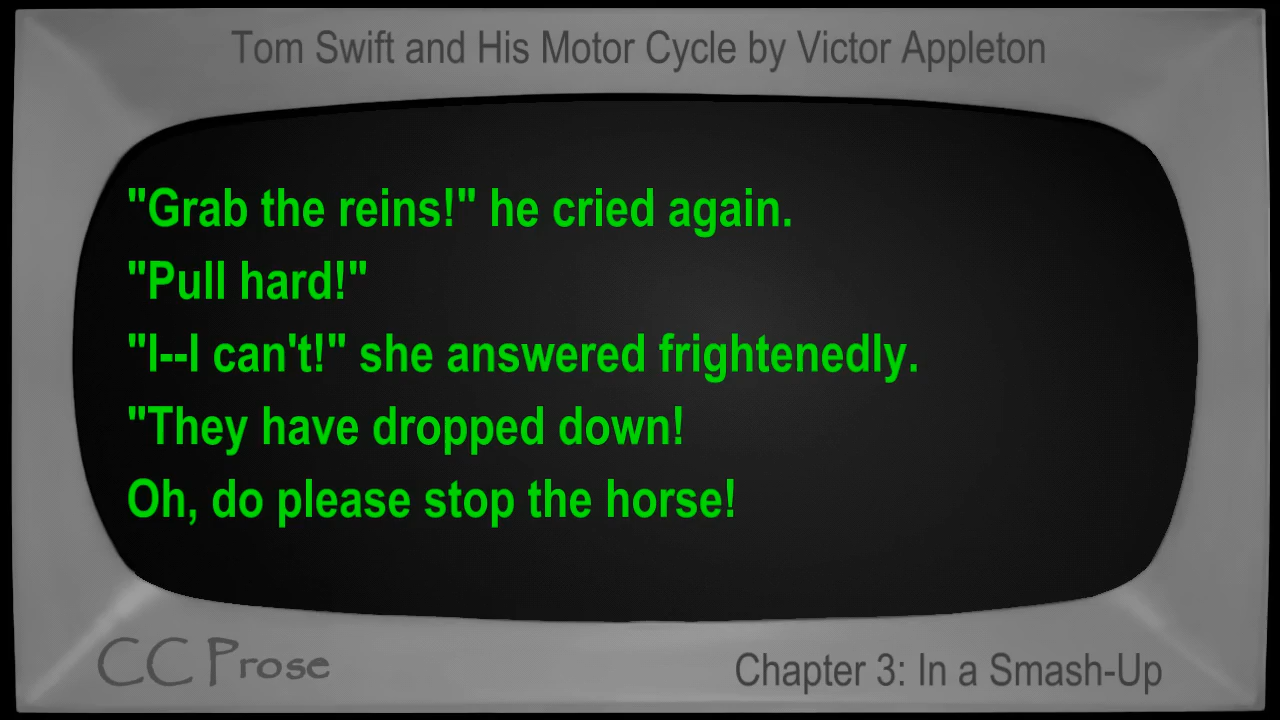 Tom Swift and His Motor Cycle by Victor Appleton
"Grab the reins!" he cried again.
"Pull hard!"
"I--I can't!" she answered frightenedly.
"They have dropped down!
Oh, do please stop the horse!
CC Prose
Chapter 3: In a Smash-Up